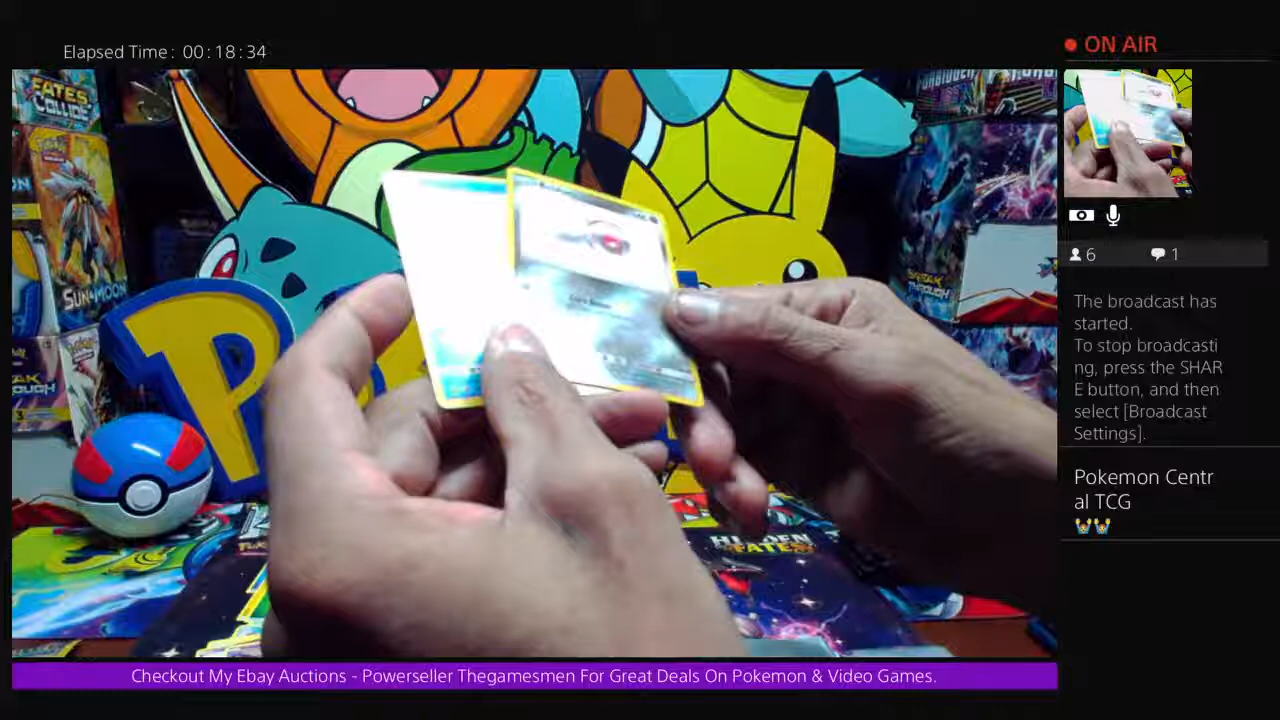 Elapsed Time: 00:18:34
ON AIR
FATES
COLLIDE
SUN & MOON
HIDDEN
FATES
6
1
The broadcast has
started.
To stop broadcasti
ng, press the SHAR
E button, and then
select [Broadcast
Settings].
Pokemon Centr
al TCG
Checkout My Ebay Auctions - Powerseller Thegamesmen For Great Deals On Pokemon & Video Games.